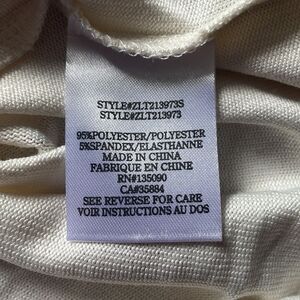 STYLE#ZLT213973S
STYLE#ZLT213973
95%POLYESTER/POLYESTER
5%SPANDEX/ELASTHANNE
MADE IN CHINA
FABRIQUE EN CHINE
RN#135090
CA#35884
SEE REVERSE FOR CARE
VOIR INSTRUCTIONS AU DOS